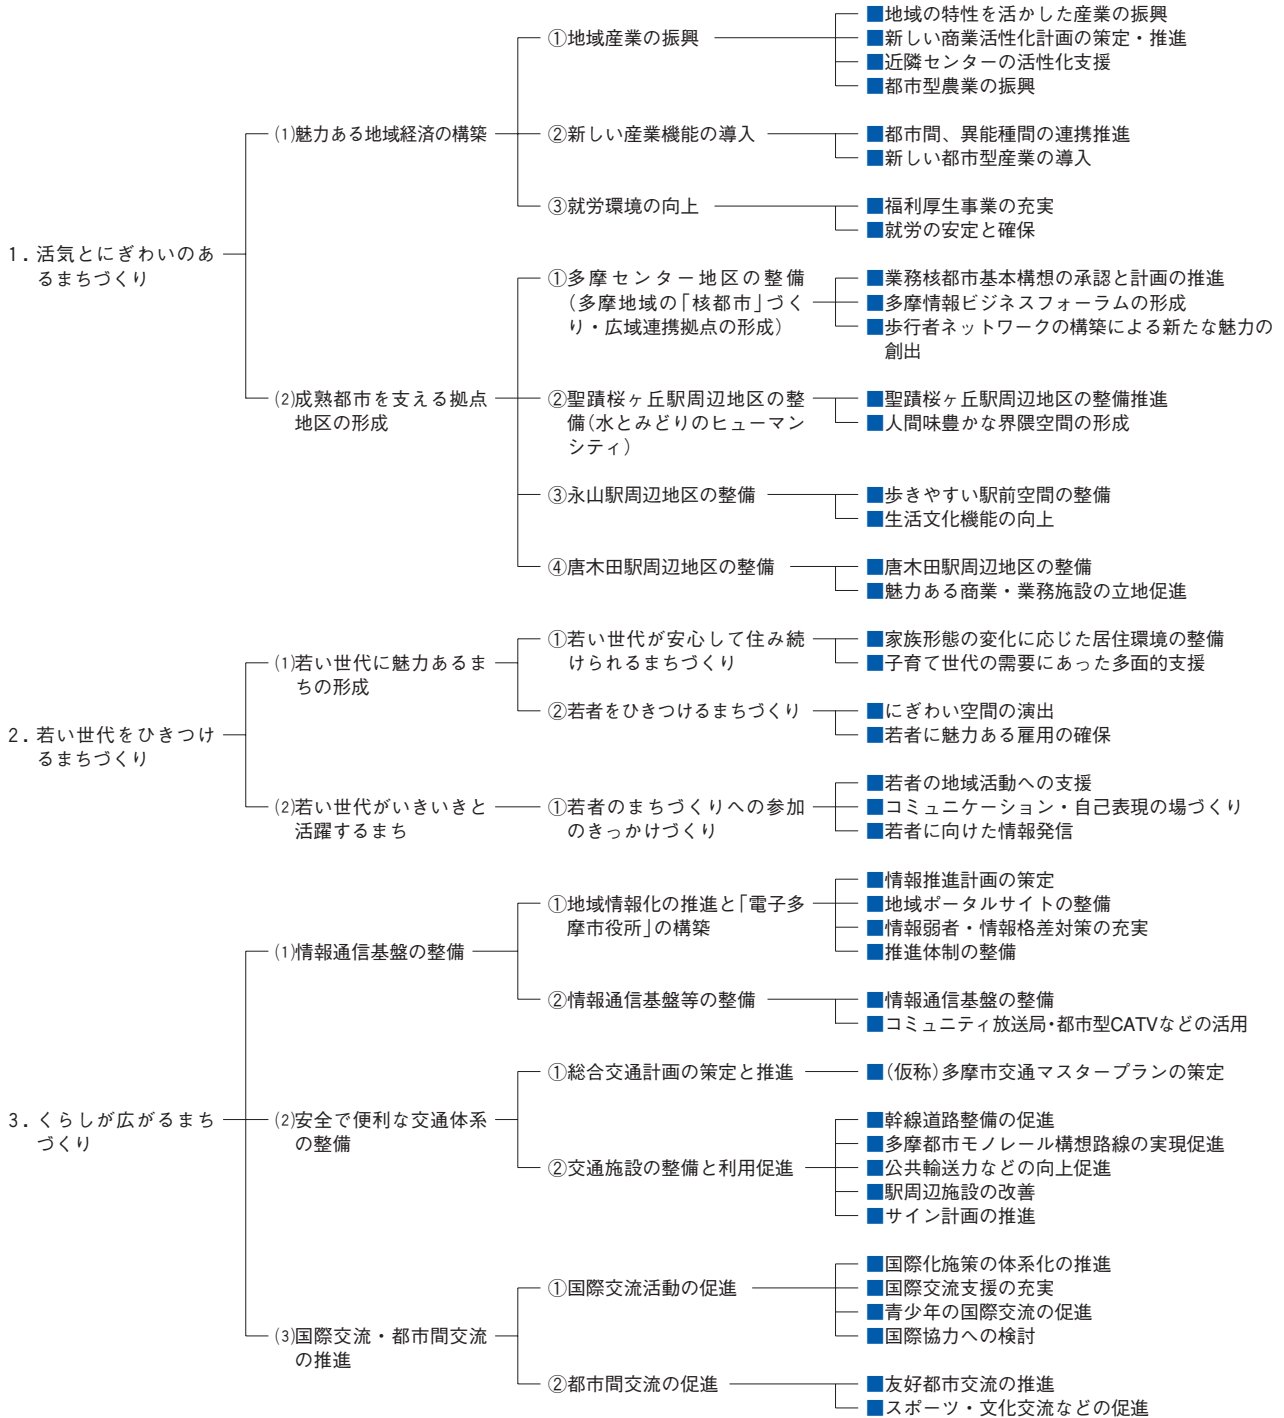 1．活気とにぎわいのあ
るまちづくり
⑴魅力ある地域経済の構築
①地域産業の振興
■地域の特性を活かした産業の振興
■新しい商業活性化計画の策定・推進
■近隣センターの活性化支援
■都市型農業の振興
②新しい産業機能の導入
■都市間、異能種間の連携推進
■新しい都市型産業の導入
③就労環境の向上
■福利厚生事業の充実
■就労の安定と確保
⑵成熟都市を支える拠点
地区の形成
①多摩センター地区の整備
（多摩地域の｢核都市｣づく
り・広域連携拠点の形成）
■業務核都市基本構想の承認と計画の推進
■多摩情報ビジネスフォーラムの形成
■歩行者ネットワークの構築による新たな魅力の
創出
②聖蹟桜ヶ丘駅周辺地区の整
備（水とみどりのヒューマン
シティ）
■聖蹟桜ヶ丘駅周辺地区の整備推進
■人間味豊かな界隈空間の形成
③永山駅周辺地区の整備
■歩きやすい駅前空間の整備
■生活文化機能の向上
④唐木田駅周辺地区の整備
■唐木田駅周辺地区の整備
■魅力ある商業・業務施設の立地促進
2．若い世代をひきつけ
るまちづくり
⑴若い世代に魅力あるま
ちの形成
①若い世代が安心して住み続
けられるまちづくり
■家族形態の変化に応じた居住環境の整備
■子育て世代の需要にあった多面的支援
②若者をひきつけるまちづくり
■にぎわい空間の演出
■若者に魅力ある雇用の確保
⑵若い世代がいきいきと
活躍するまち
①若者のまちづくりへの参加
のきっかけづくり
■若者の地域活動への支援
■コミュニケーション・自己表現の場づくり
■若者に向けた情報発信
3．くらしが広がるまち
づくり
⑴情報通信基盤の整備
①地域情報化の推進と｢電子多
摩市役所｣の構築
■情報推進計画の策定
■地域ポータルサイトの整備
■情報弱者・情報格差対策の充実
■推進体制の整備
②情報通信基盤等の整備
■情報通信基盤の整備
■コミュニティ放送局・都市型CATVなどの活用
⑵安全で便利な交通体系
の整備
①総合交通計画の策定と推進
■（仮称）多摩市交通マスタープランの策定
②交通施設の整備と利用促進
■幹線道路整備の促進
■多摩都市モノレール構想路線の実現促進
■公共輸送力などの向上促進
■駅周辺施設の改善
■サイン計画の推進
⑶国際交流・都市間交流
の推進
①国際交流活動の促進
■国際化施策の体系化の推進
■国際交流支援の充実
■青少年の国際交流の促進
■国際協力への検討
②都市間交流の促進
■友好都市交流の推進
■スポーツ・文化交流などの促進